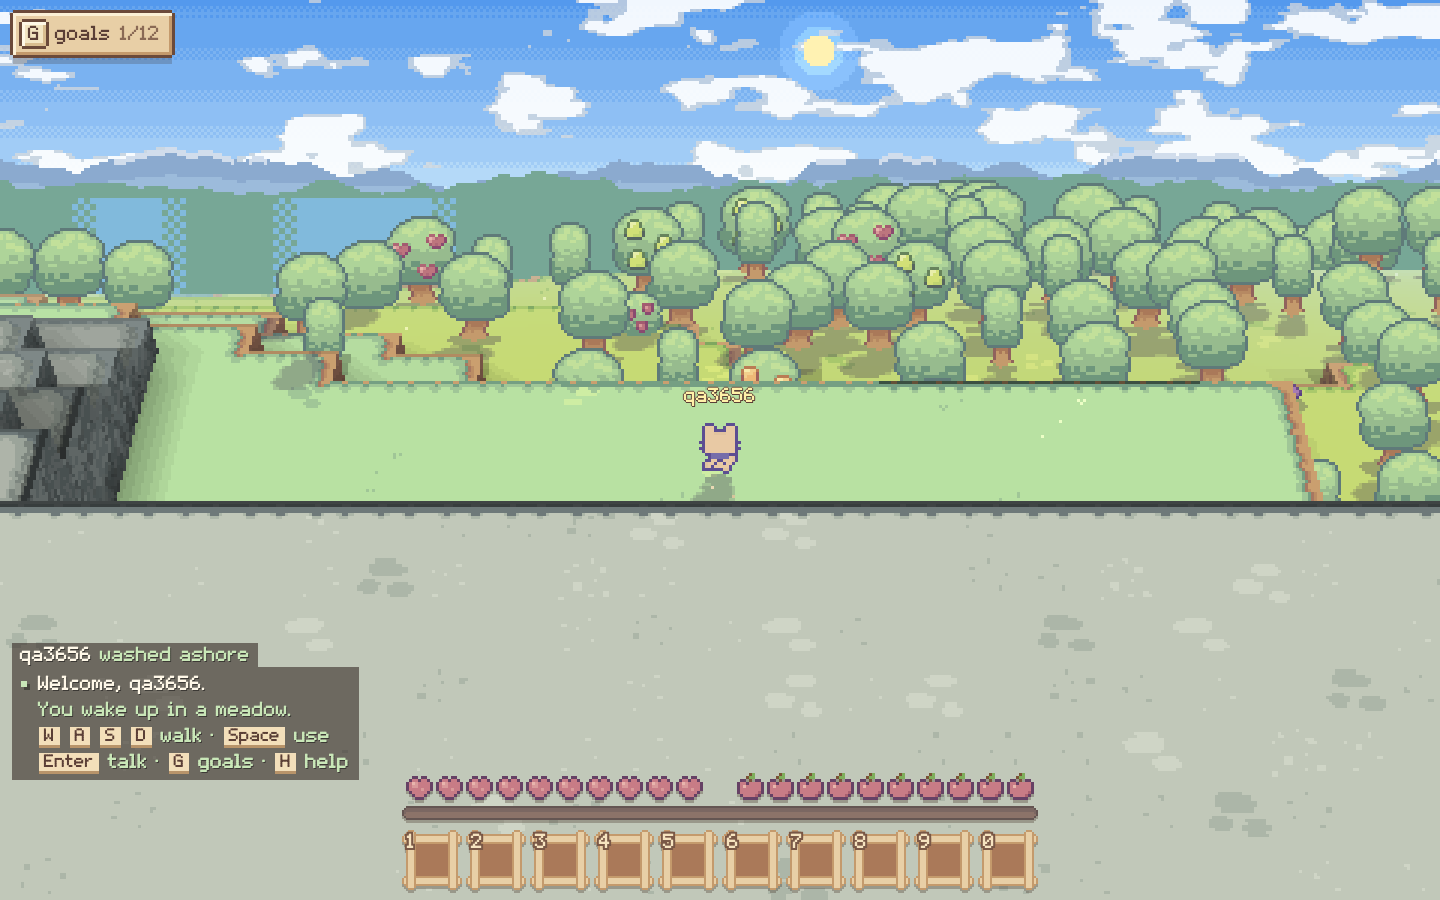 G goals 1/12
qa3656
qa3656 washed ashore
Welcome, qa3656.
You wake up in a meadow.
W A S D walk · Space use
Enter talk · G goals · H help
1 2 3 4 5 6 7 8 9 0